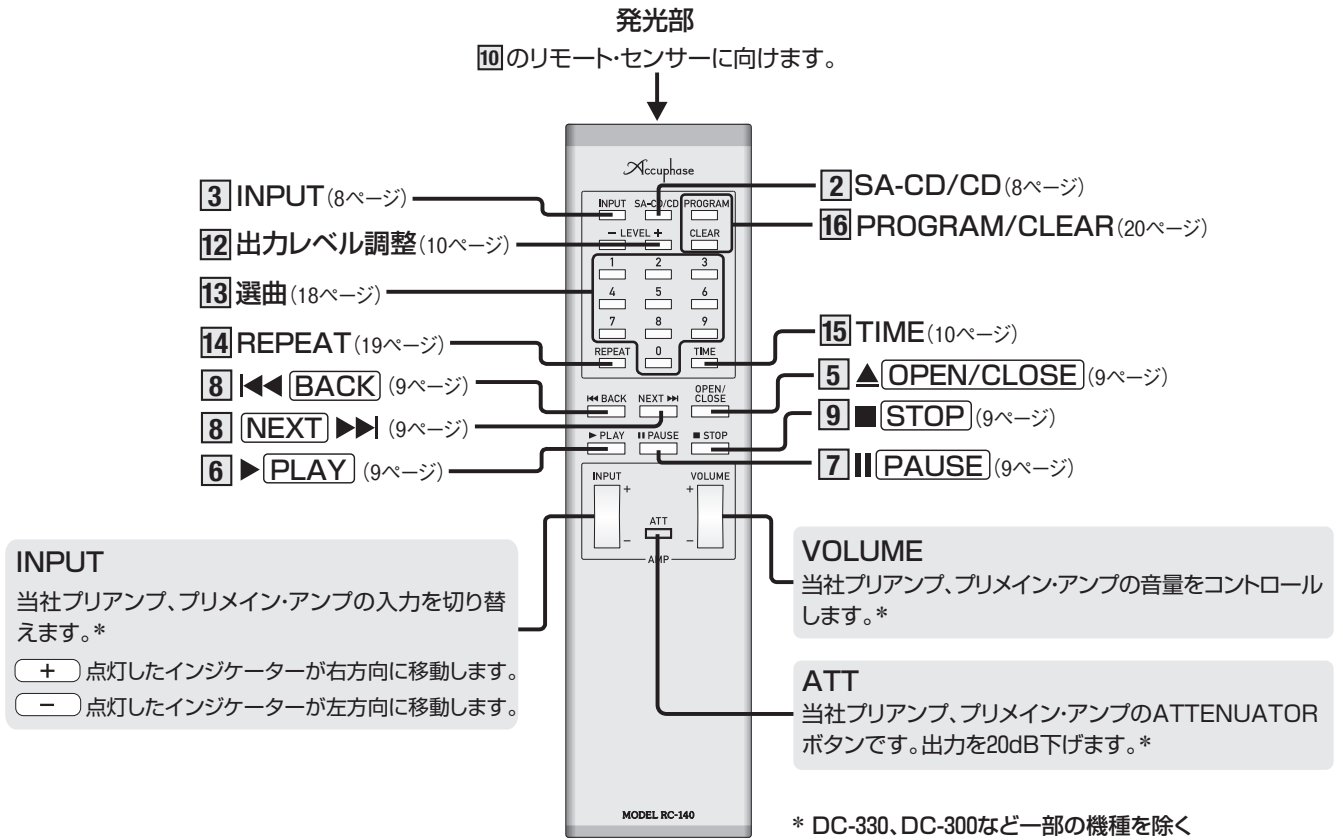 発光部
10のリモート・センサーに向けます。
3 INPUT(8ページ)
12 出力レベル調整(10ページ)
13 選曲(18ページ)
14 REPEAT(19ページ)
8 |◀◀ BACK (9ページ)
8 NEXT ▶▶| (9ページ)
6 ▶ PLAY (9ページ)
Accuphase
INPUT SA-CD/CD PROGRAM
− LEVEL + CLEAR
1 2 3
4 5 6
7 8 9
REPEAT 0 TIME
|◀◀ BACK NEXT ▶▶| OPEN/
CLOSE
▶ PLAY II PAUSE ■ STOP
INPUT VOLUME
+ +
ATT
− −
AMP
MODEL RC-140
2 SA-CD/CD(8ページ)
16 PROGRAM/CLEAR(20ページ)
15 TIME(10ページ)
5 ▲ OPEN/CLOSE (9ページ)
9 ■ STOP (9ページ)
7 II PAUSE (9ページ)
INPUT
当社プリアンプ、プリメイン・アンプの入力を切り替
えます。*
+ 点灯したインジケーターが右方向に移動します。
− 点灯したインジケーターが左方向に移動します。
VOLUME
当社プリアンプ、プリメイン・アンプの音量をコントロール
します。*
ATT
当社プリアンプ、プリメイン・アンプのATTENUATOR
ボタンです。出力を20dB下げます。*
* DC-330、DC-300など一部の機種を除く